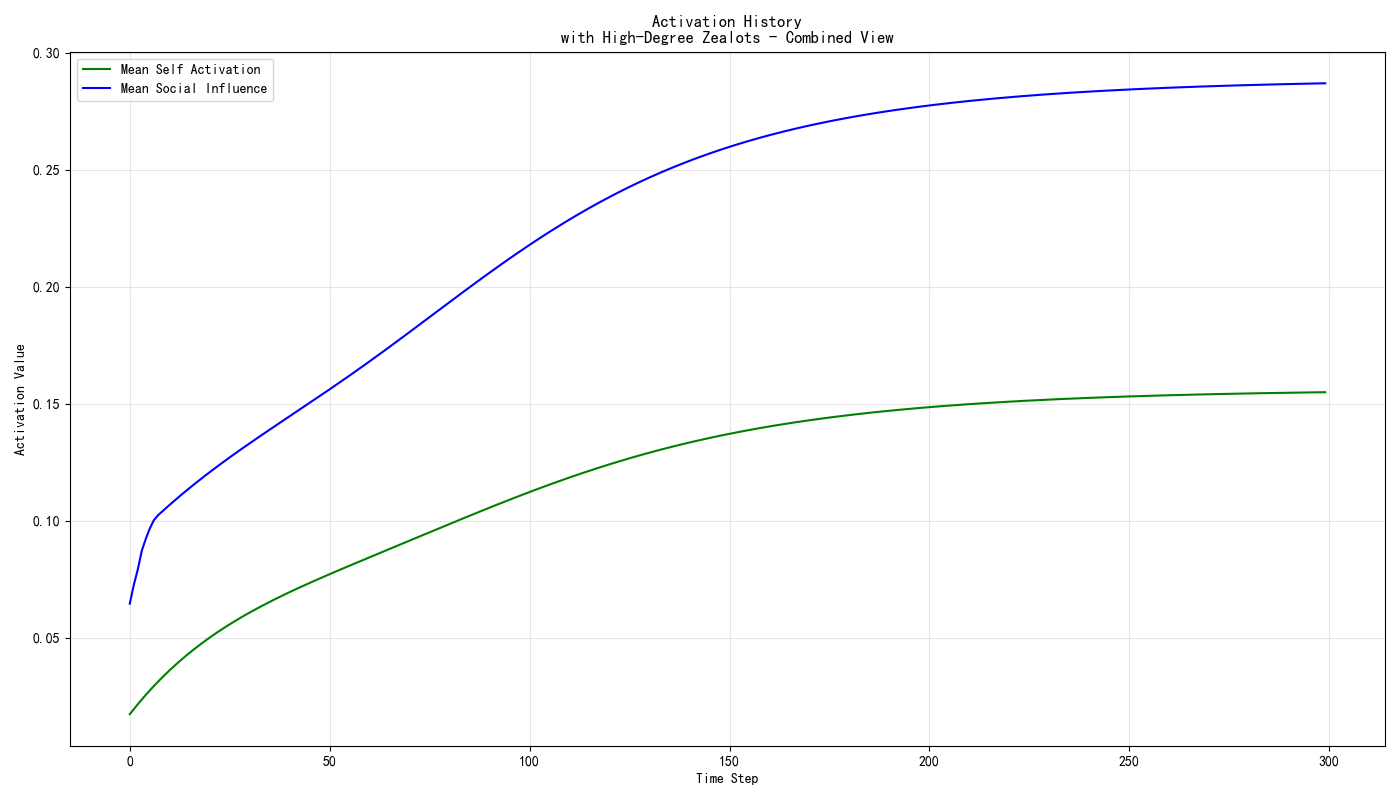 Activation History
with High-Degree Zealots - Combined View
Mean Self Activation
Mean Social Influence
Activation Value
0.30
0.25
0.20
0.15
0.10
0.05
0
50
100
150
200
250
300
Time Step